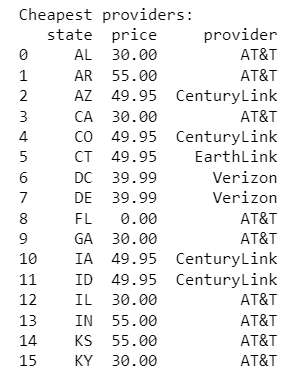 Cheapest providers:
state price provider
0 AL 30.00 AT&T
1 AR 55.00 AT&T
2 AZ 49.95 CenturyLink
3 CA 30.00 AT&T
4 CO 49.95 CenturyLink
5 CT 49.95 EarthLink
6 DC 39.99 Verizon
7 DE 39.99 Verizon
8 FL 0.00 AT&T
9 GA 30.00 AT&T
10 IA 49.95 CenturyLink
11 ID 49.95 CenturyLink
12 IL 30.00 AT&T
13 IN 55.00 AT&T
14 KS 55.00 AT&T
15 KY 30.00 AT&T